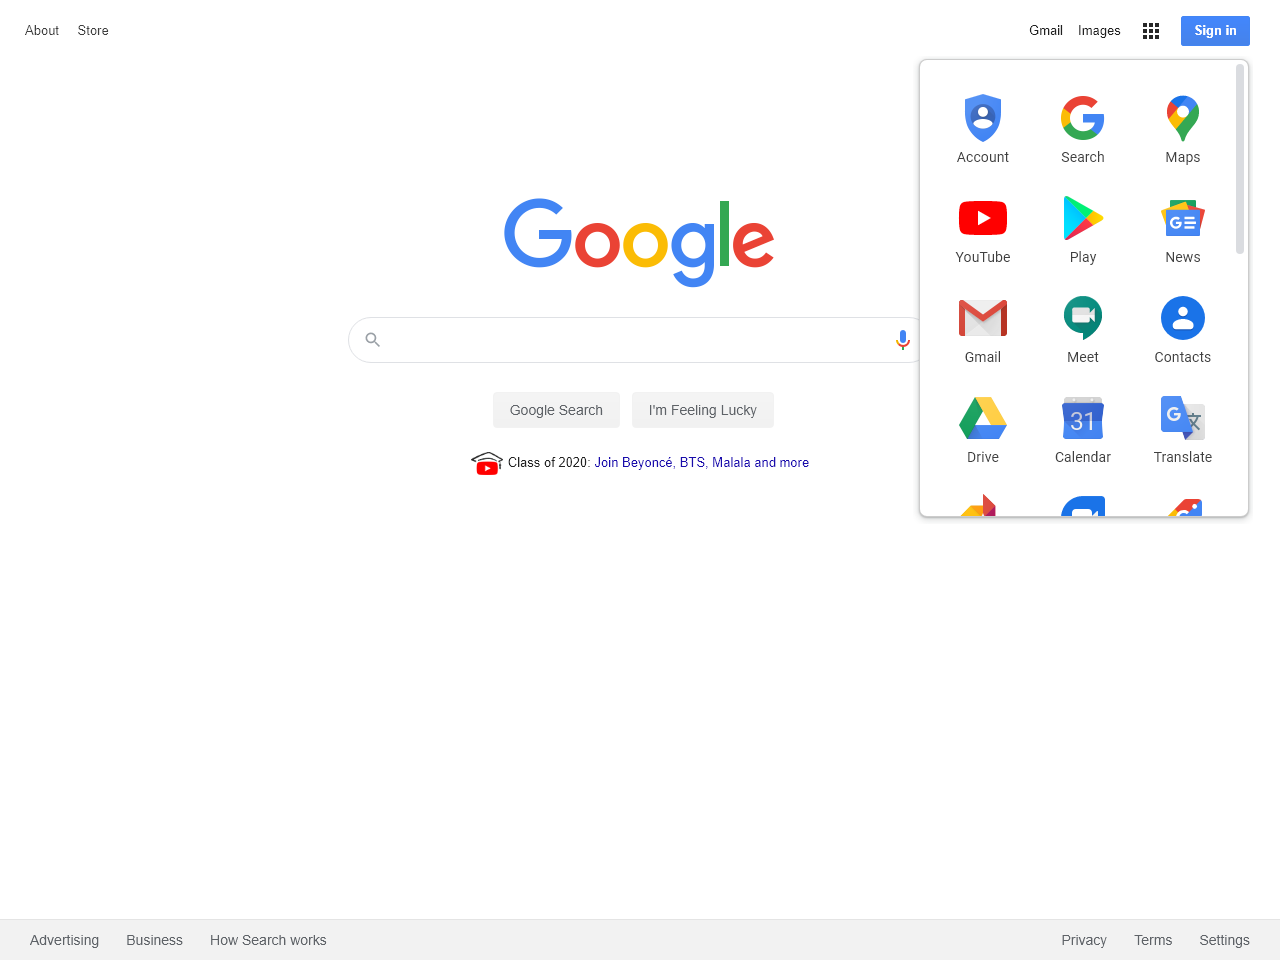 About Store
Gmail Images Sign in
Account Search Maps
Google
YouTube Play News
Gmail Meet Contacts
Google Search I'm Feeling Lucky
31
Drive Calendar Translate
Class of 2020: Join Beyoncé, BTS, Malala and more
Advertising Business How Search works
Privacy Terms Settings